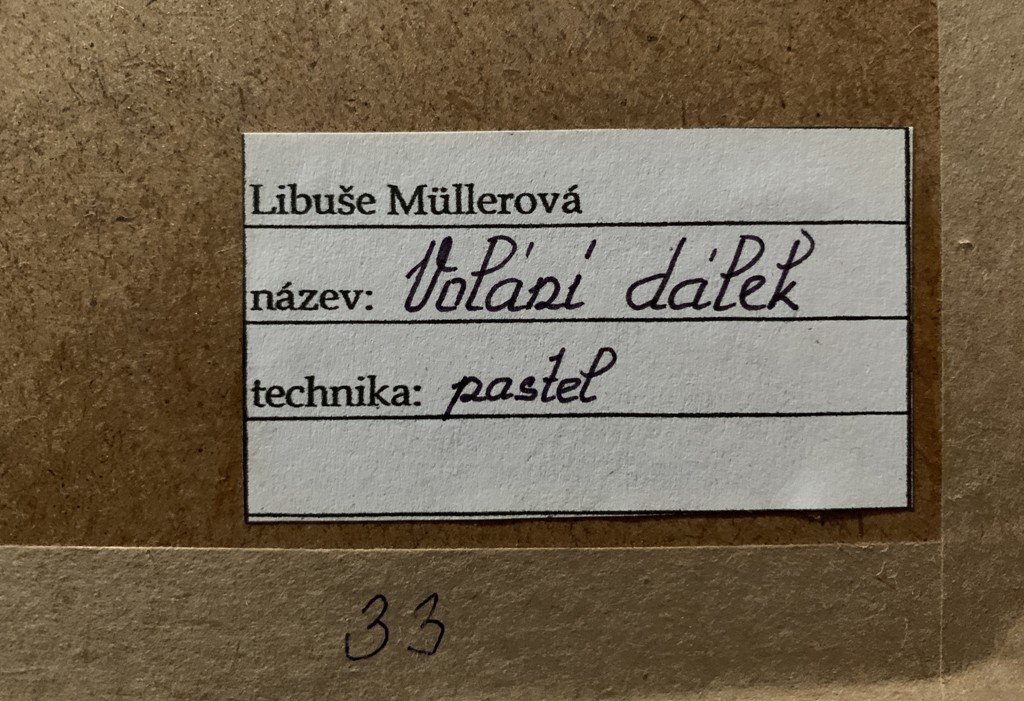 Libuše Müllerová
název: Volání dálek
technika: pastel
33